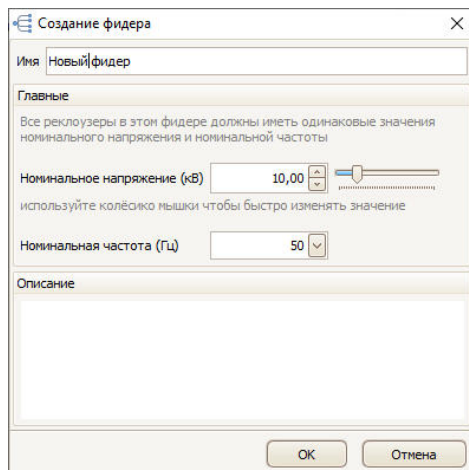 Создание фидера
Имя Новый фидер
Главные
Все реклоузеры в этом фидере должны иметь одинаковые значения
номинального напряжения и номинальной частоты
Номинальное напряжение (кВ) 10,00
используйте колёсико мышки чтобы быстро изменять значение
Номинальная частота (Гц) 50
Описание
ОК Отмена